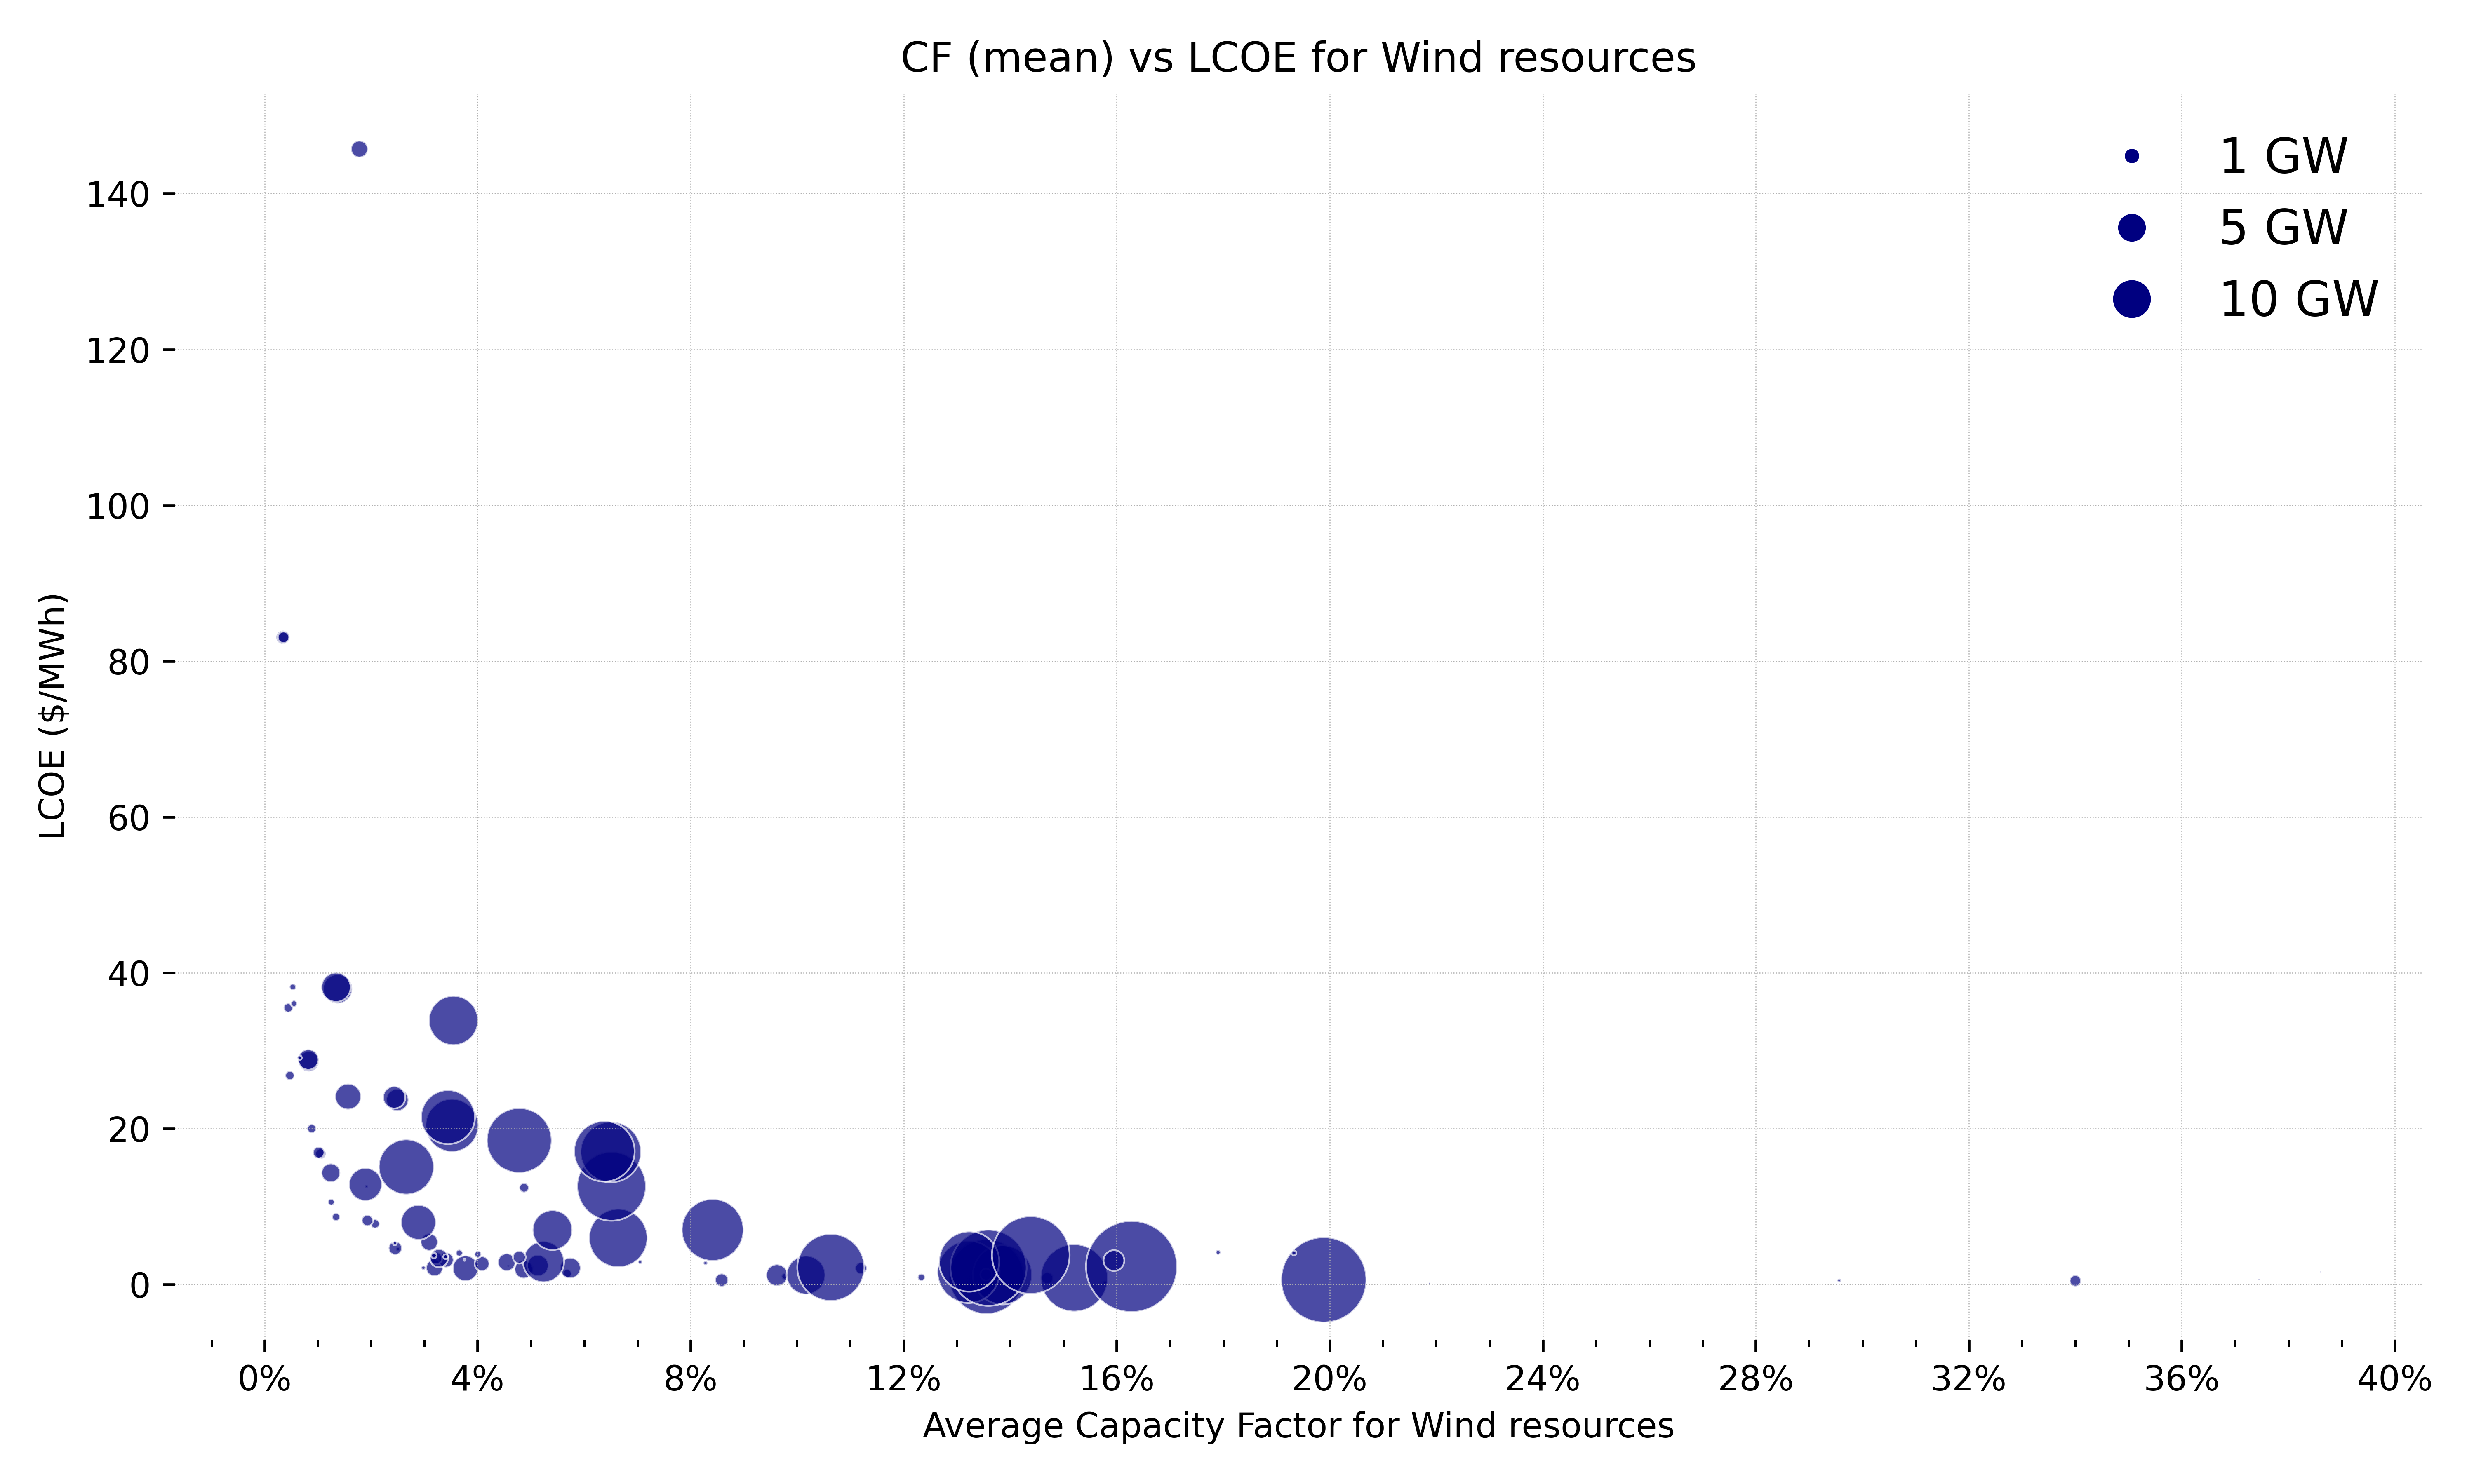 CF (mean) vs LCOE for Wind resources
1 GW
5 GW
10 GW
LCOE ($/MWh)
140
120
100
80
60
40
20
0
0% 4% 8% 12% 16% 20% 24% 28% 32% 36% 40%
Average Capacity Factor for Wind resources